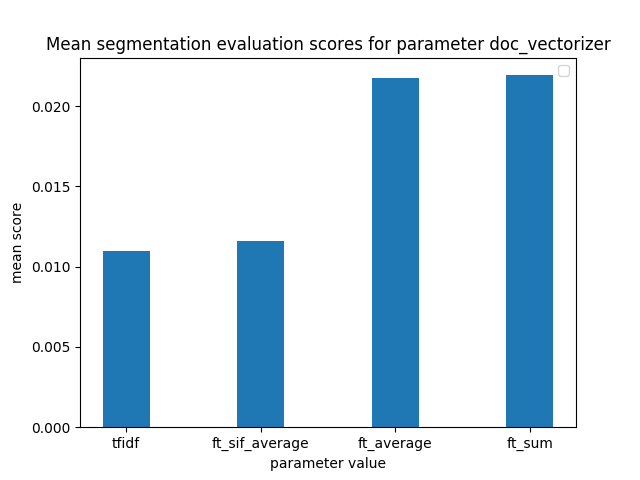 Mean segmentation evaluation scores for parameter doc_vectorizer
0.020
0.015
0.010
0.005
0.000
mean score
tfidf ft_sif_average ft_average ft_sum
parameter value